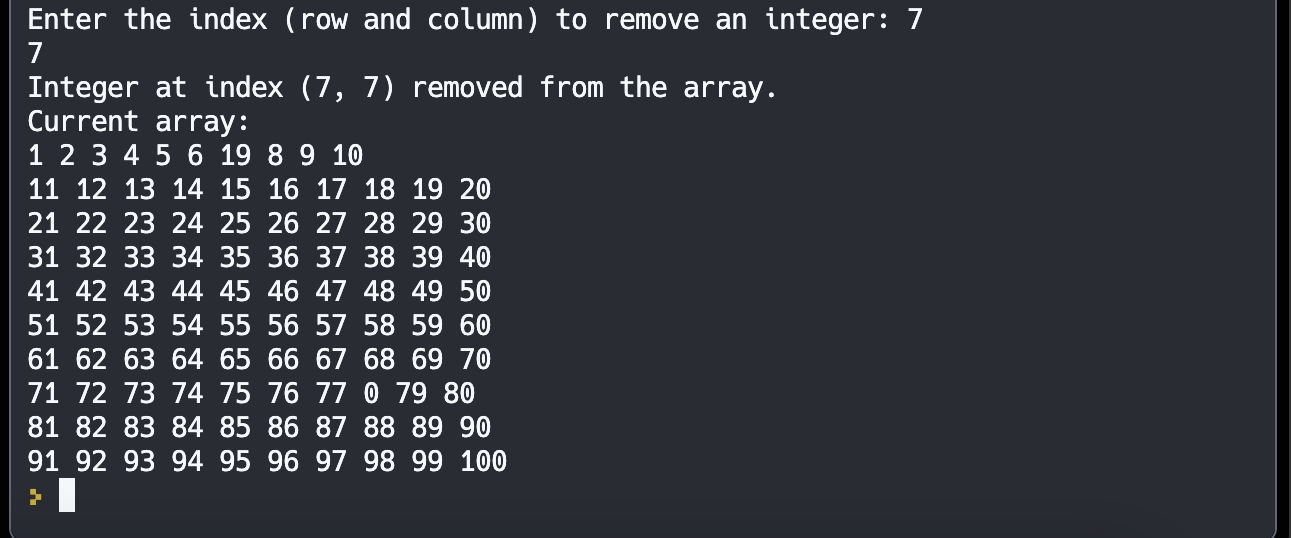 Enter the index (row and column) to remove an integer: 7
7
Integer at index (7, 7) removed from the array.
Current array:
1 2 3 4 5 6 19 8 9 10
11 12 13 14 15 16 17 18 19 20
21 22 23 24 25 26 27 28 29 30
31 32 33 34 35 36 37 38 39 40
41 42 43 44 45 46 47 48 49 50
51 52 53 54 55 56 57 58 59 60
61 62 63 64 65 66 67 68 69 70
71 72 73 74 75 76 77 0 79 80
81 82 83 84 85 86 87 88 89 90
91 92 93 94 95 96 97 98 99 100
>